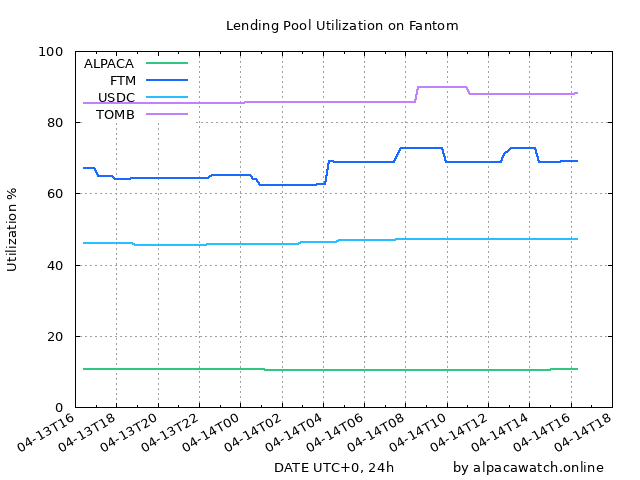 Lending Pool Utilization on Fantom
100
80
60
40
20
0
Utilization %
ALPACA
FTM
USDC
TOMB
04-13T16
04-13T18
04-13T20
04-13T22
04-14T00
04-14T02
04-14T04
04-14T06
04-14T08
04-14T10
04-14T12
04-14T14
04-14T16
04-14T18
DATE UTC+0, 24h
by alpacawatch.online